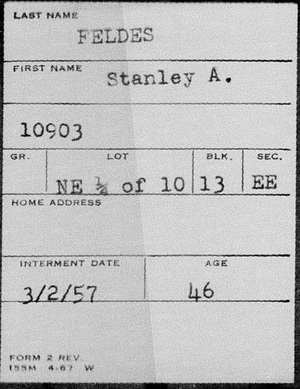 LAST NAME
FELDES
FIRST NAME
Stanley A.
10903
GR. LOT BLK. SEC.
NE ½ of 10 13 EE
HOME ADDRESS
INTERMENT DATE AGE
3/2/57 46
FORM 2 REV.
155M 4-67 W